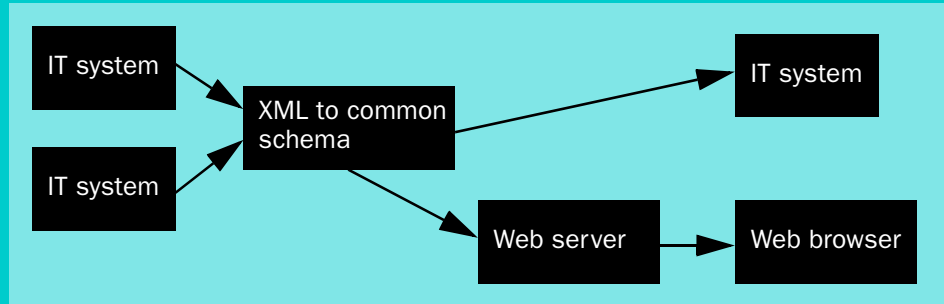 IT system
IT system
XML to common
schema
IT system
Web server
Web browser